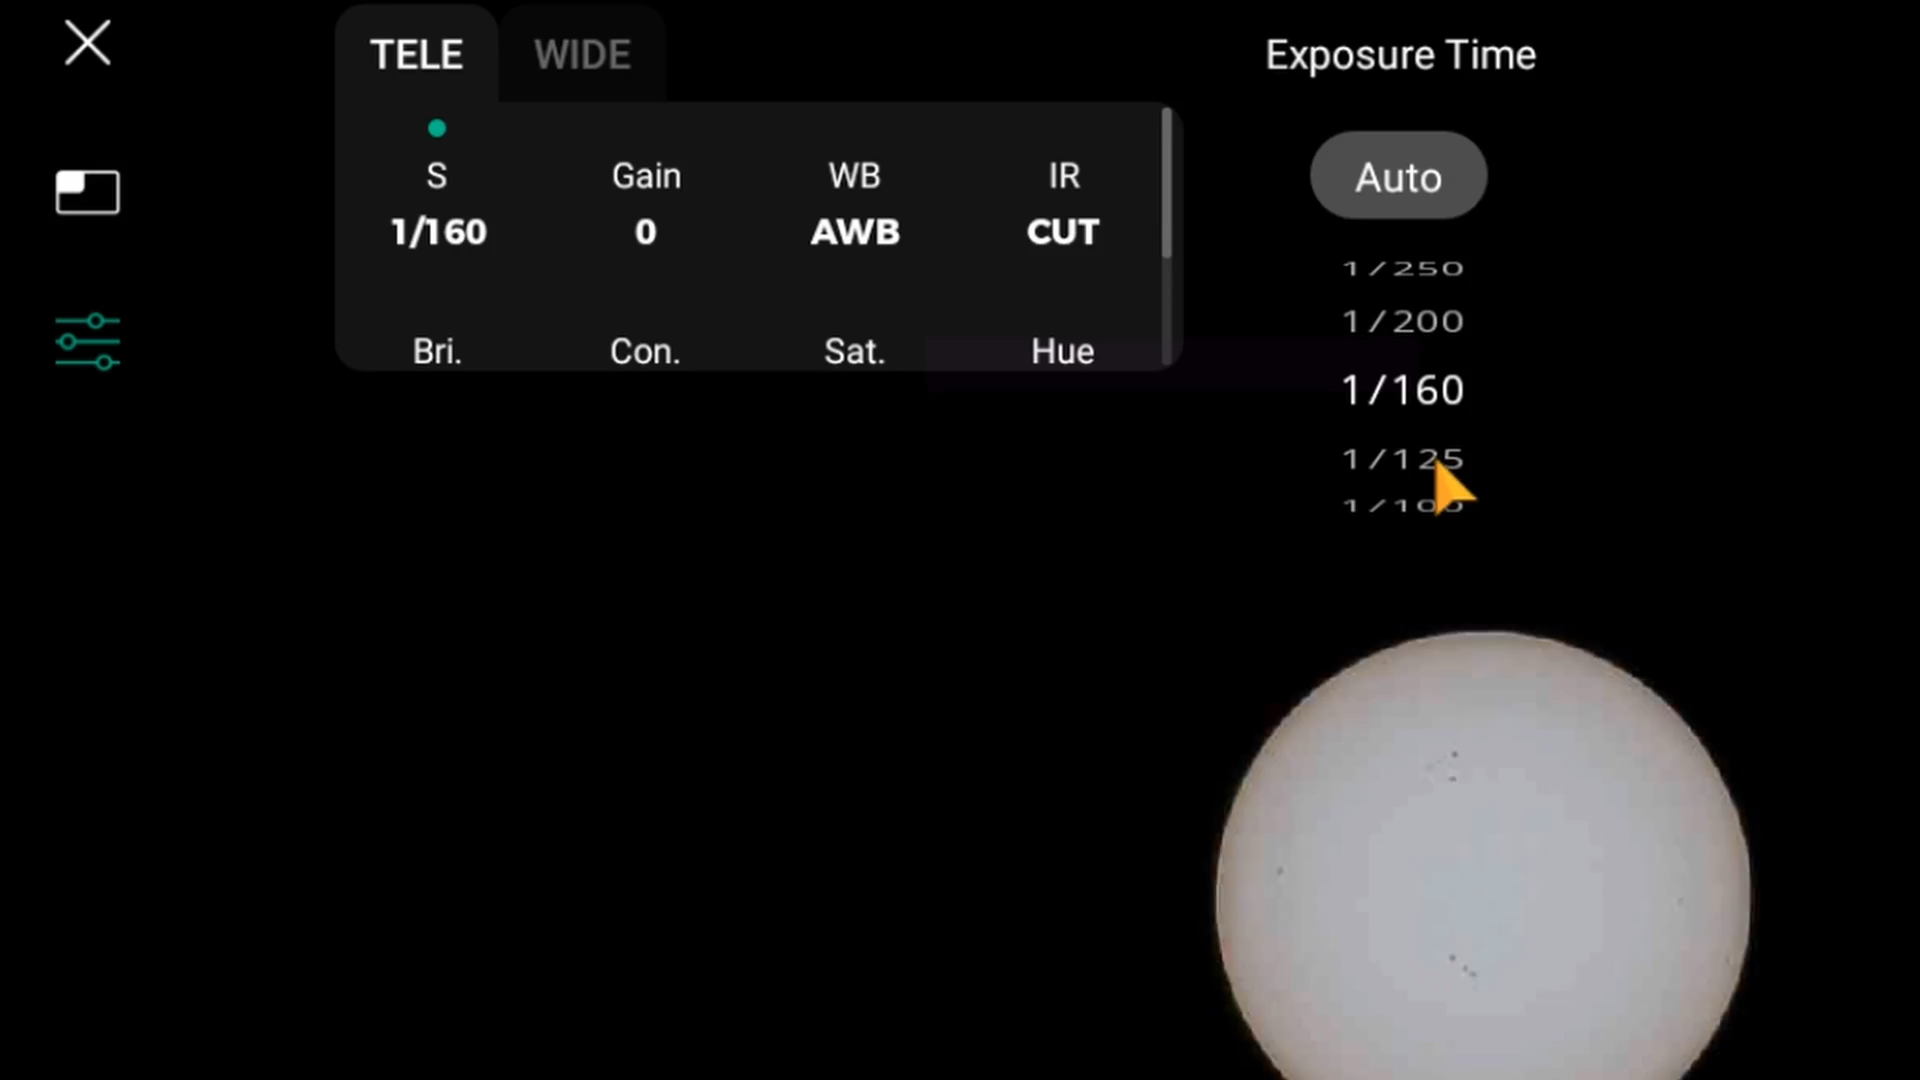 TELE WIDE Exposure Time
Auto
S Gain WB IR
1/160 0 AWB CUT
1/250
1/200
Bri. Con. Sat. Hue
1/160
1/125